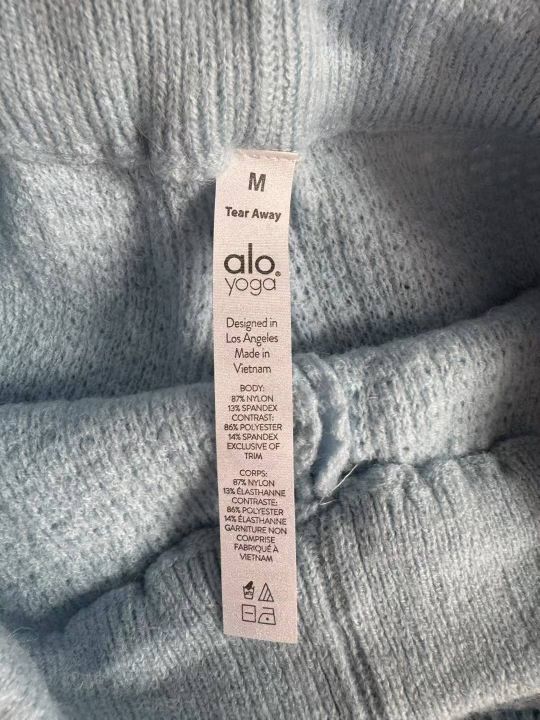 M
Tear Away
alo®
yoga
Designed in
Los Angeles
Made in
Vietnam
BODY:
87% NYLON
13% SPANDEX
CONTRAST:
86% POLYESTER
14% SPANDEX
EXCLUSIVE OF
TRIM
CORPS:
87% NYLON
13% ÉLASTHANNE
CONTRASTE:
86% POLYESTER
14% ÉLASTHANNE
GARNITURE NON
COMPRISE
FABRIQUÉ À
VIETNAM